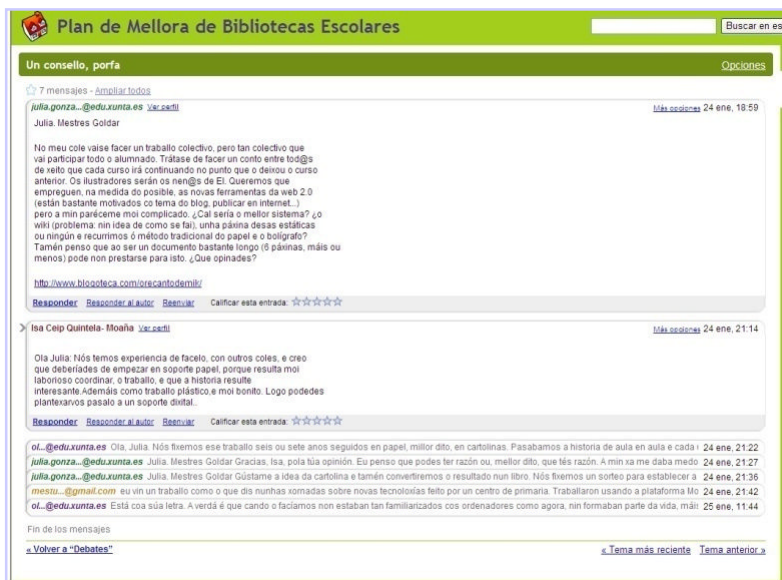 Plan de Mellora de Bibliotecas Escolares
Buscar en es
Un consello, porfa
Opciones
7 mensajes - Ampliar todos
julia.gonza...@edu.xunta.es Ver perfil
Más opciones 24 ene, 18:59
Julia. Mestres Goldar
No meu cole vaise facer un traballo colectivo, pero tan colectivo que
vai participar todo o alumnado. Trátase de facer un conto entre tod@s
de xeito que cada curso irá continuando no punto que o deixou o curso
anterior. Os ilustradores serán os nen@s de EI. Queremos que
empreguen, na medida do posible, as novas ferramentas da web 2.0
(están bastante motivados co tema do blog, publicar en internet...)
pero a min paréceme moi complicado. ¿Cal sería o mellor sistema? ¿o
wiki (problema: nin idea de como se fai), unha páxina desas estáticas
ou ningún e recurrimos ó método tradicional do papel e o bolígrafo?
Tamén penso que ao ser un documento bastante longo (6 páxinas, máis ou
menos) pode non prestarse para isto. ¿Que opinades?
http://www.blogoteca.com/orecantodemilk/
Responder Responder al autor Reenviar Calificar esta entrada:
Isa Ceip Quintela- Moaña Ver perfil
Más opciones 24 ene, 21:14
Ola Julia: Nós temos experiencia de facelo, con outros coles, e creo
que deberíades de empezar en soporte papel, porque resulta moi
laborioso coordinar, o traballo, e que a historia resulte
interesante.Ademáis como traballo plástico,e moi bonito. Logo podedes
plantexarvos pasalo a un soporte dixital..
Responder Responder al autor Reenviar Calificar esta entrada:
ol...@edu.xunta.es Ola, Julia. Nós fixemos ese traballo seis ou sete anos seguidos en papel, millor dito, en cartolinas. Pasabamos a historia de aula en aula e cada 24 ene, 21:22
julia.gonza...@edu.xunta.es Julia. Mestres Goldar Gracias, Isa, pola túa opinión. Eu penso que podes ter razón ou, mellor dito, que tés razón. A min xa me daba medo 24 ene, 21:27
julia.gonza...@edu.xunta.es Julia. Mestres Goldar Gústame a idea da cartolina e tamén convertiremos o resultado nun libro. Nós fixemos un sorteo para establecer a 24 ene, 21:36
mestu...@gmail.com eu vin un traballo como o que dis nunhas xornadas sobre novas tecnoloxías feito por un centro de primaria. Traballaron usando a plataforma Mo 24 ene, 21:42
ol...@edu.xunta.es Está coa súa letra. A verdá é que cando o facíamos non estaban tan familiarizados cos ordenadores como agora, nin formaban parte da vida, máis 25 ene, 11:44
Fin de los mensajes
« Volver a "Debates"
« Tema más reciente Tema anterior »